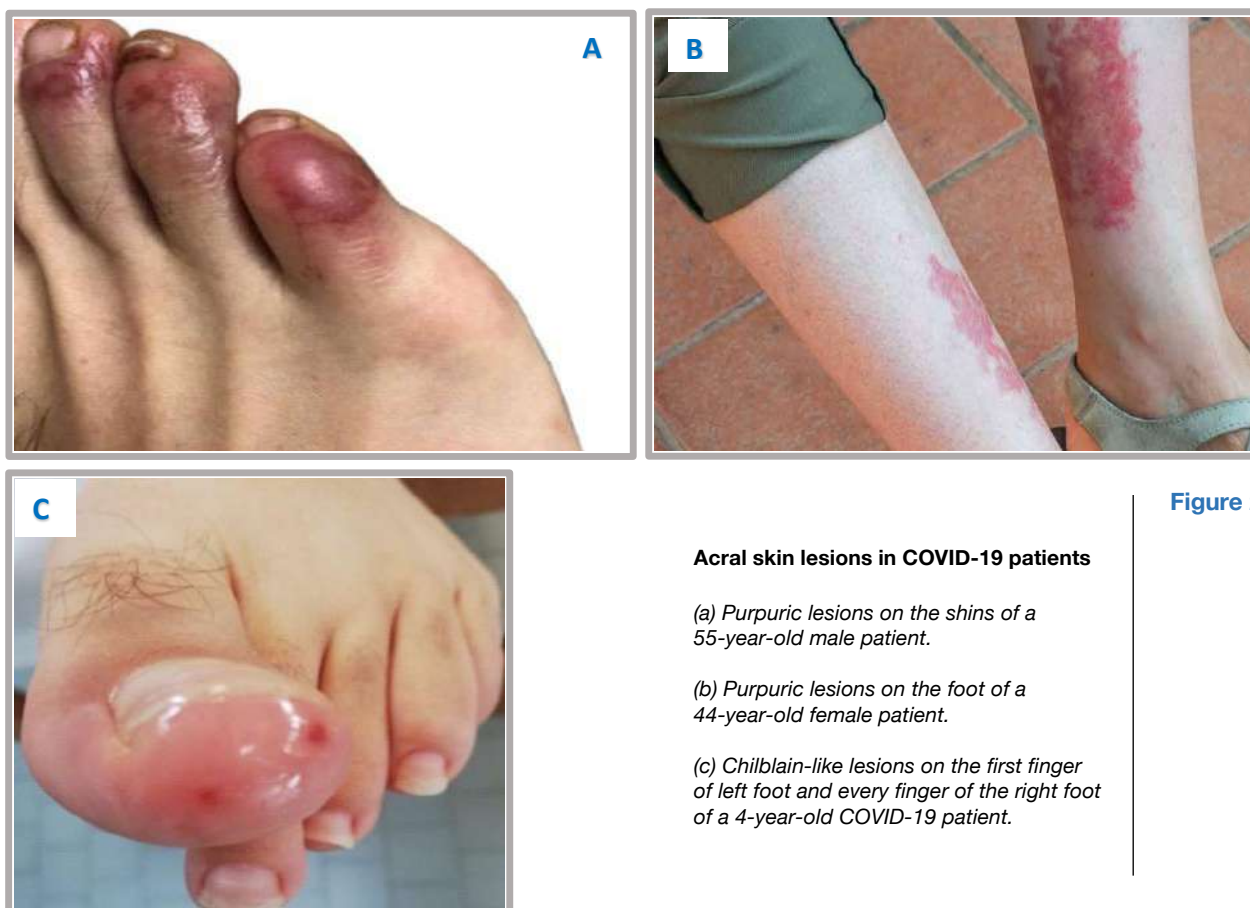 A
B
C
Figure
Acral skin lesions in COVID-19 patients
(a) Purpuric lesions on the shins of a
55-year-old male patient.
(b) Purpuric lesions on the foot of a
44-year-old female patient.
(c) Chilblain-like lesions on the first finger
of left foot and every finger of the right foot
of a 4-year-old COVID-19 patient.